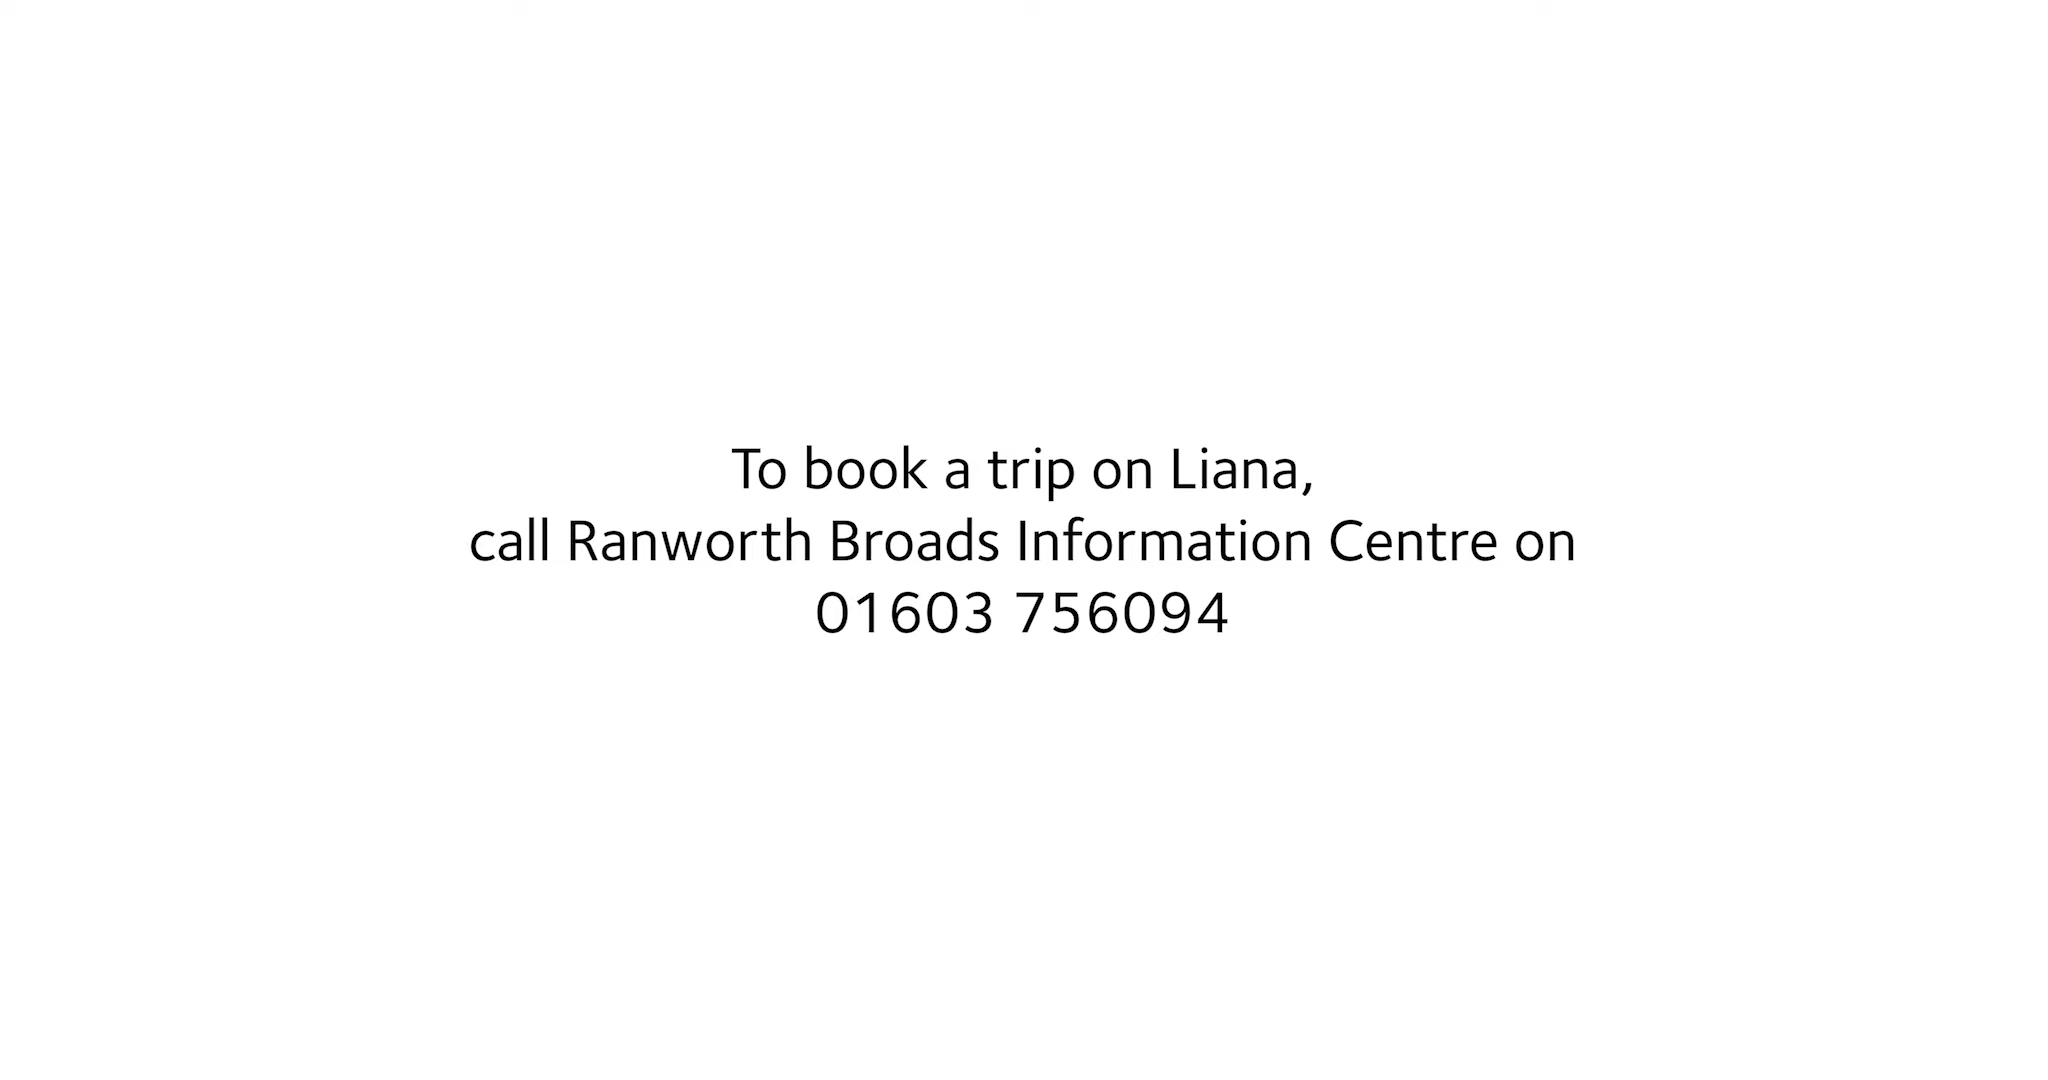 To book a trip on Liana,
call Ranworth Broads Information Centre on
01603 756094